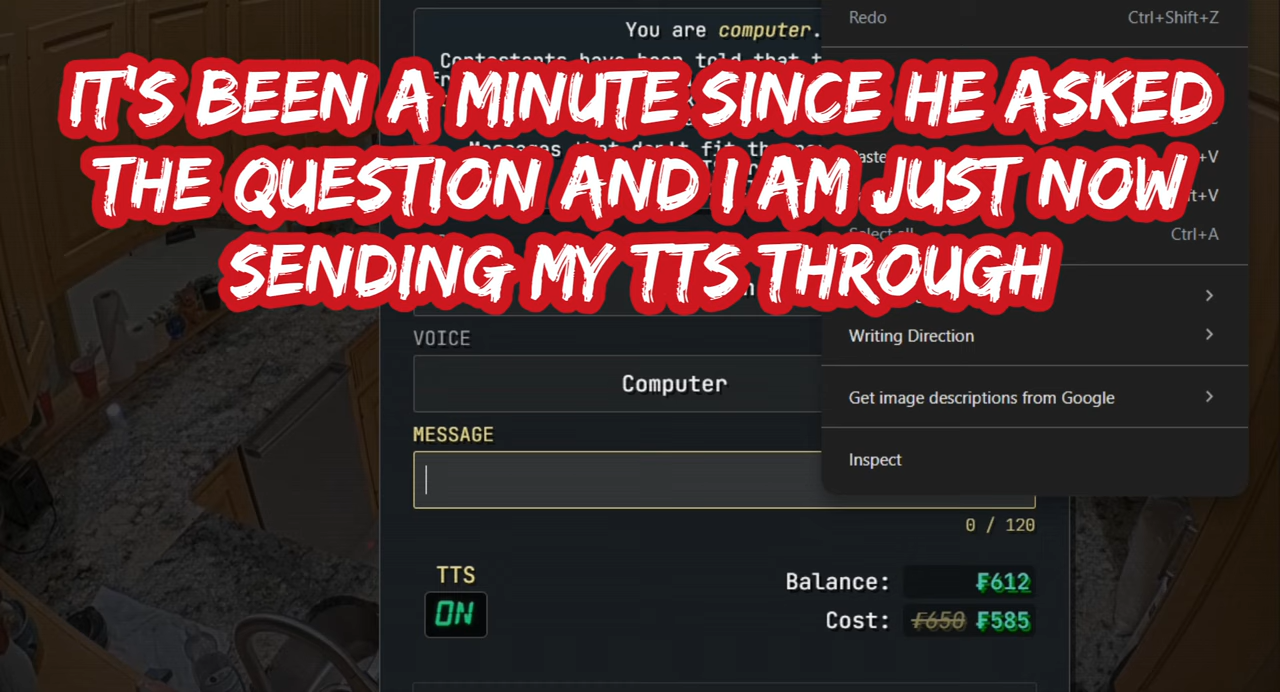 You are computer.
Redo Ctrl+Shift+Z
IT'S BEEN A MINUTE SINCE HE ASKED
THE QUESTION AND I AM JUST NOW
SENDING MY TTS THROUGH
Select all Ctrl+A
VOICE
Writing Direction
Computer
Get image descriptions from Google
MESSAGE
Inspect
0 / 120
TTS
ON
Balance: ₣612
Cost: ₣650 ₣585